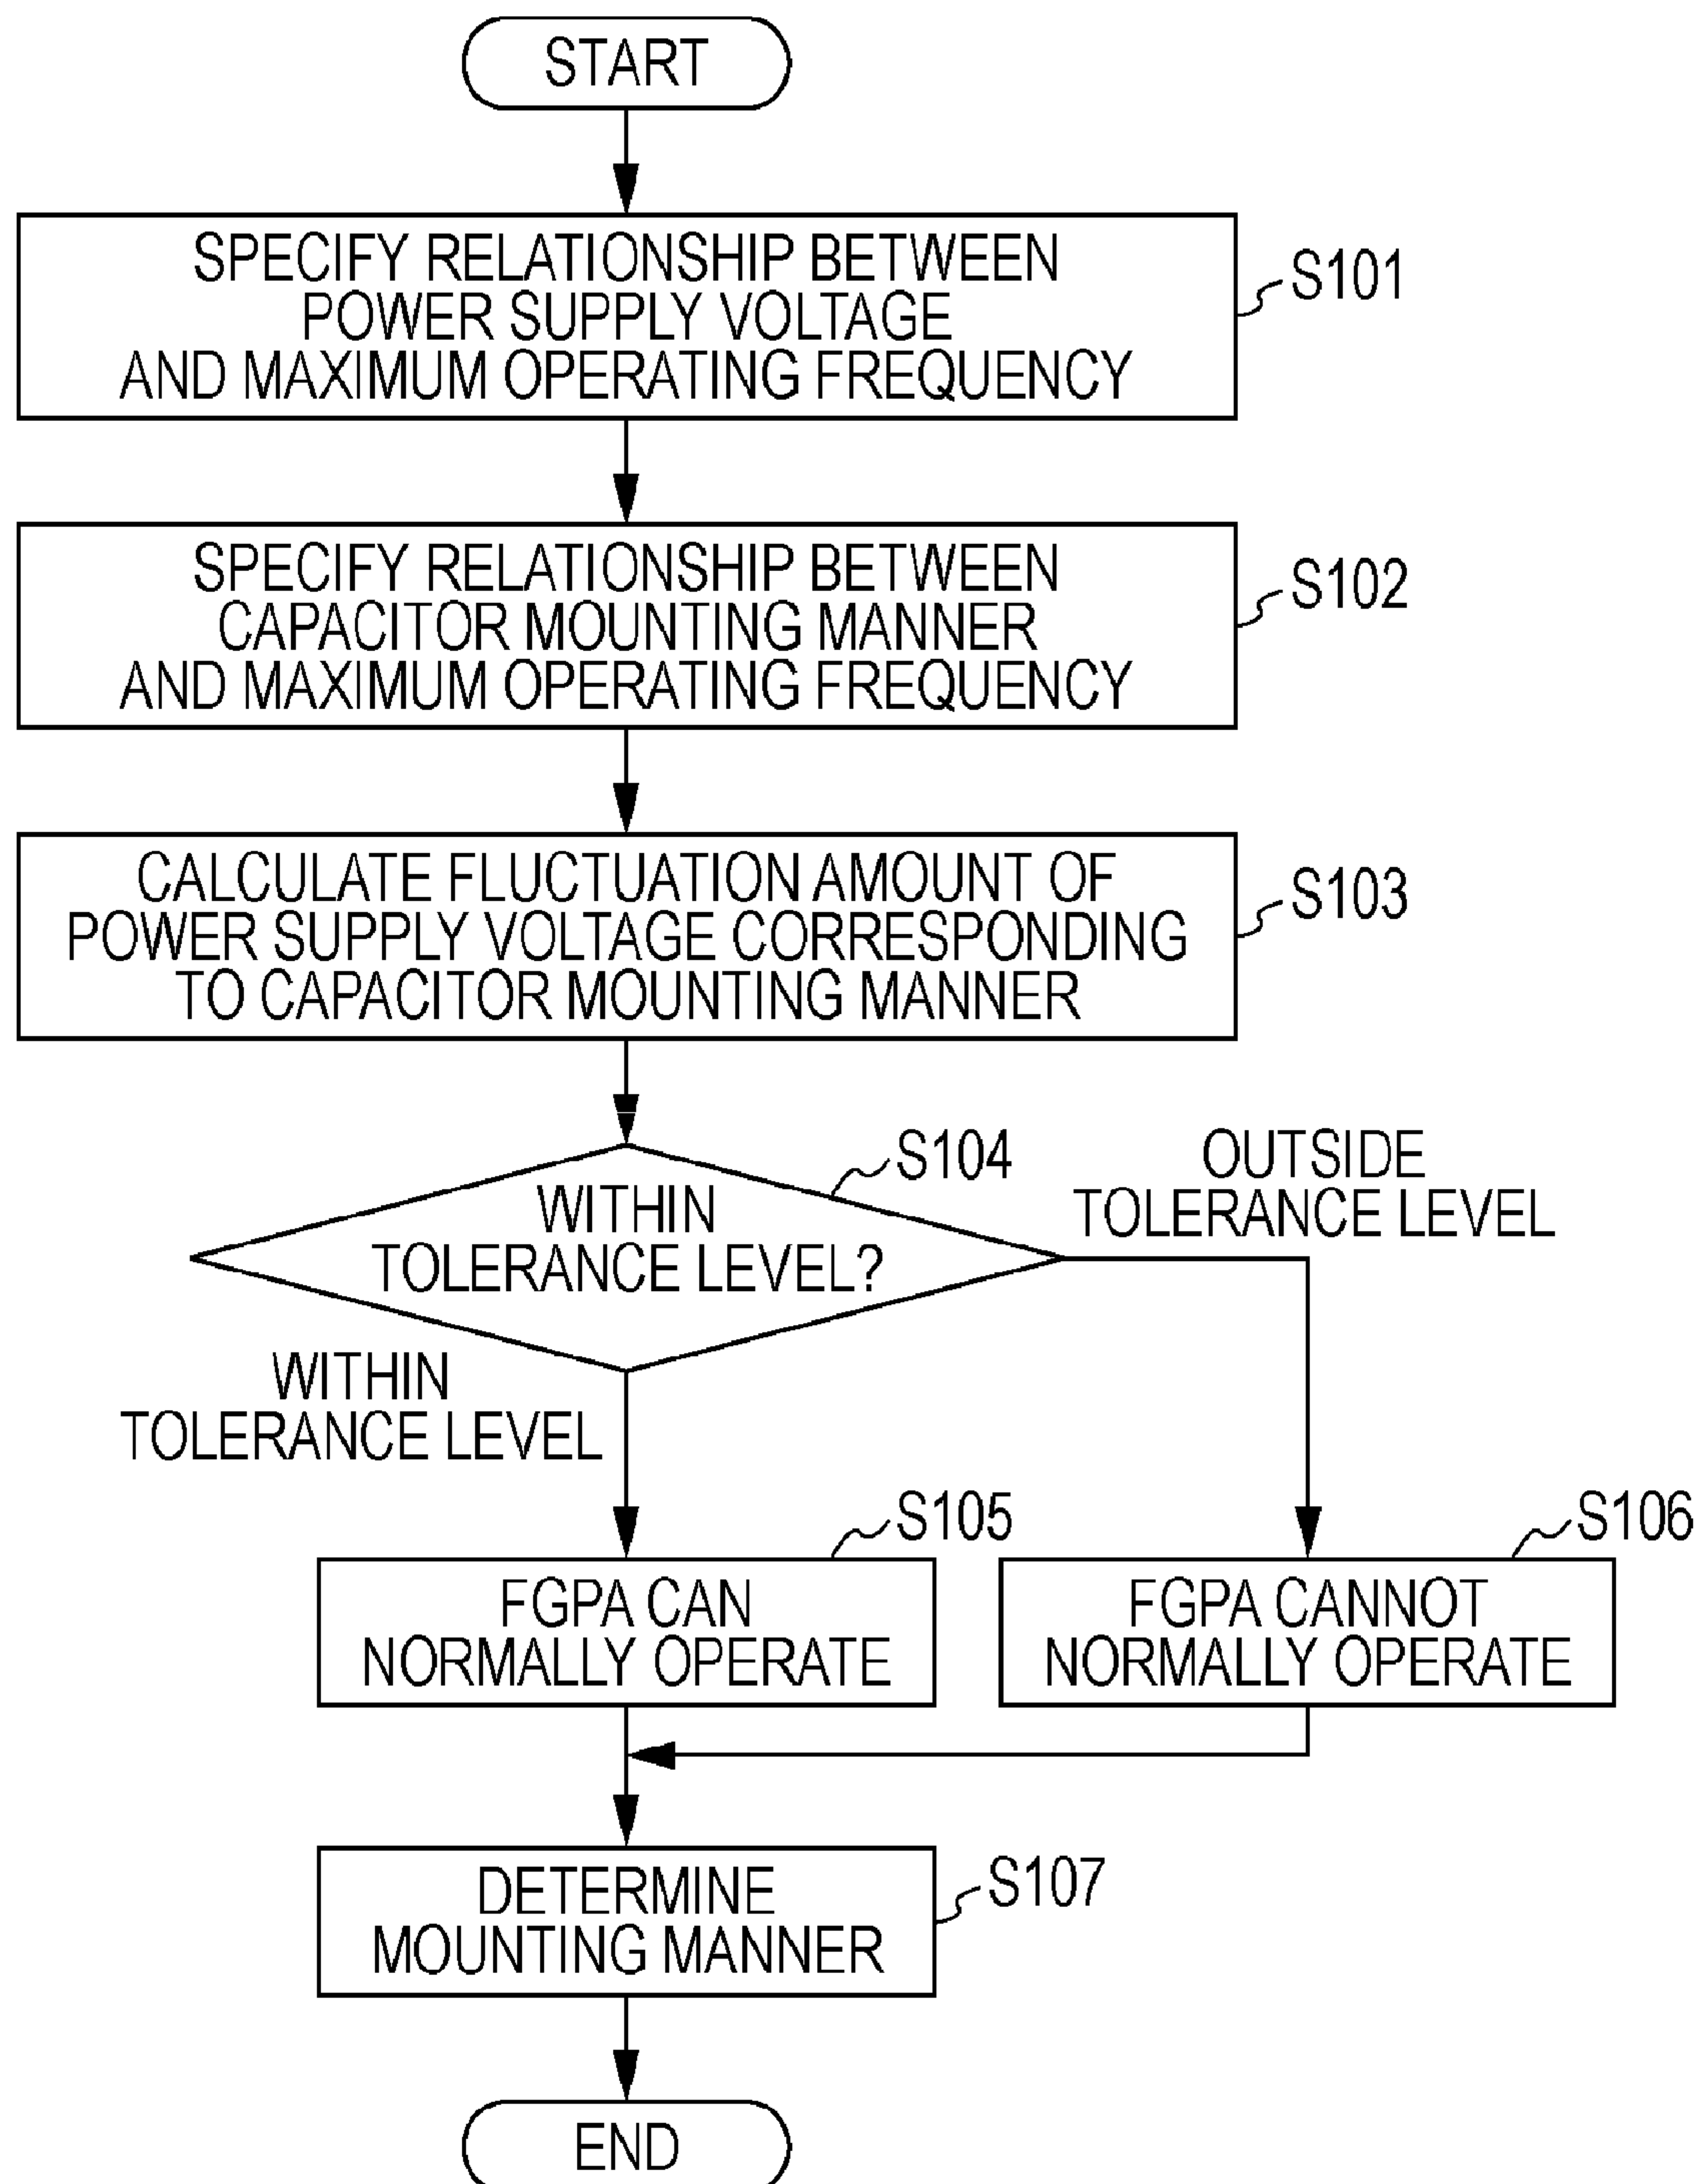 START
SPECIFY RELATIONSHIP BETWEEN
POWER SUPPLY VOLTAGE
AND MAXIMUM OPERATING FREQUENCY
S101
SPECIFY RELATIONSHIP BETWEEN
CAPACITOR MOUNTING MANNER
AND MAXIMUM OPERATING FREQUENCY
S102
CALCULATE FLUCTUATION AMOUNT OF
POWER SUPPLY VOLTAGE CORRESPONDING
TO CAPACITOR MOUNTING MANNER
S103
S104
WITHIN
TOLERANCE LEVEL?
OUTSIDE
TOLERANCE LEVEL
WITHIN
TOLERANCE LEVEL
S105
FGPA CAN
NORMALLY OPERATE
S106
FGPA CANNOT
NORMALLY OPERATE
DETERMINE
MOUNTING MANNER
S107
END